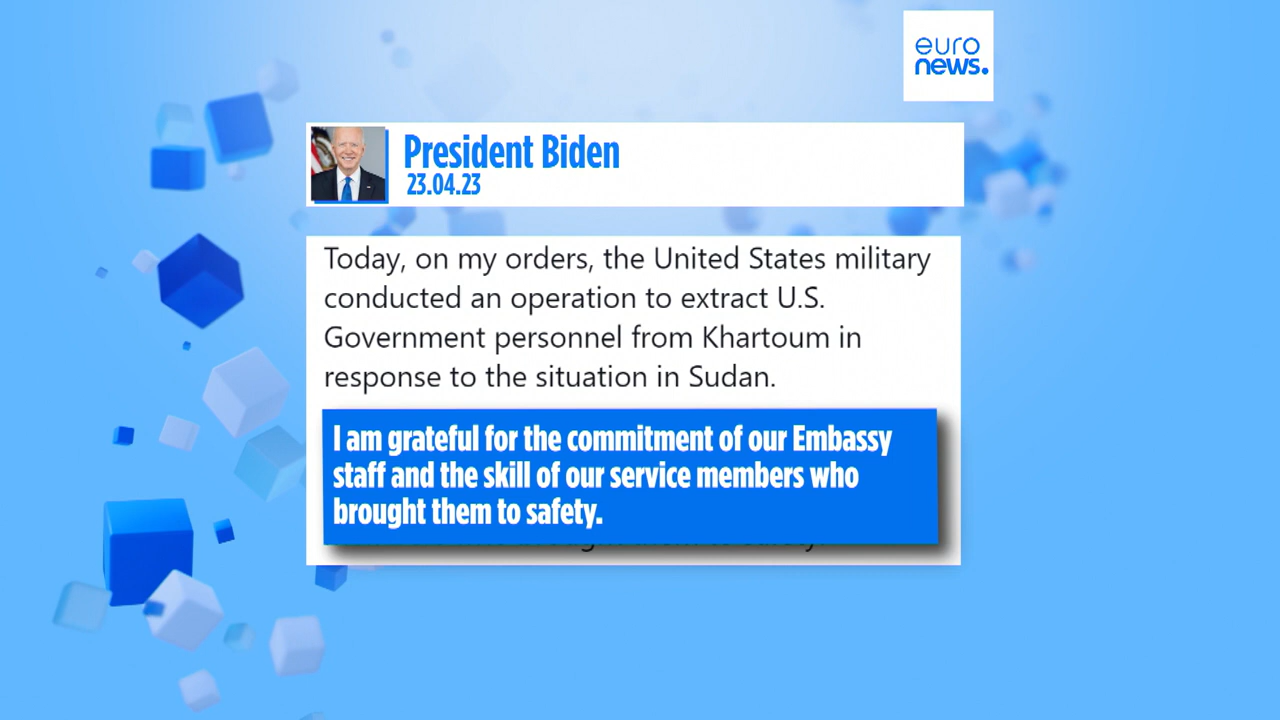 euro
news.
President Biden
23.04.23
Today, on my orders, the United States military
conducted an operation to extract U.S.
Government personnel from Khartoum in
response to the situation in Sudan.
I am grateful for the commitment of our Embassy
staff and the skill of our service members who
brought them to safety.